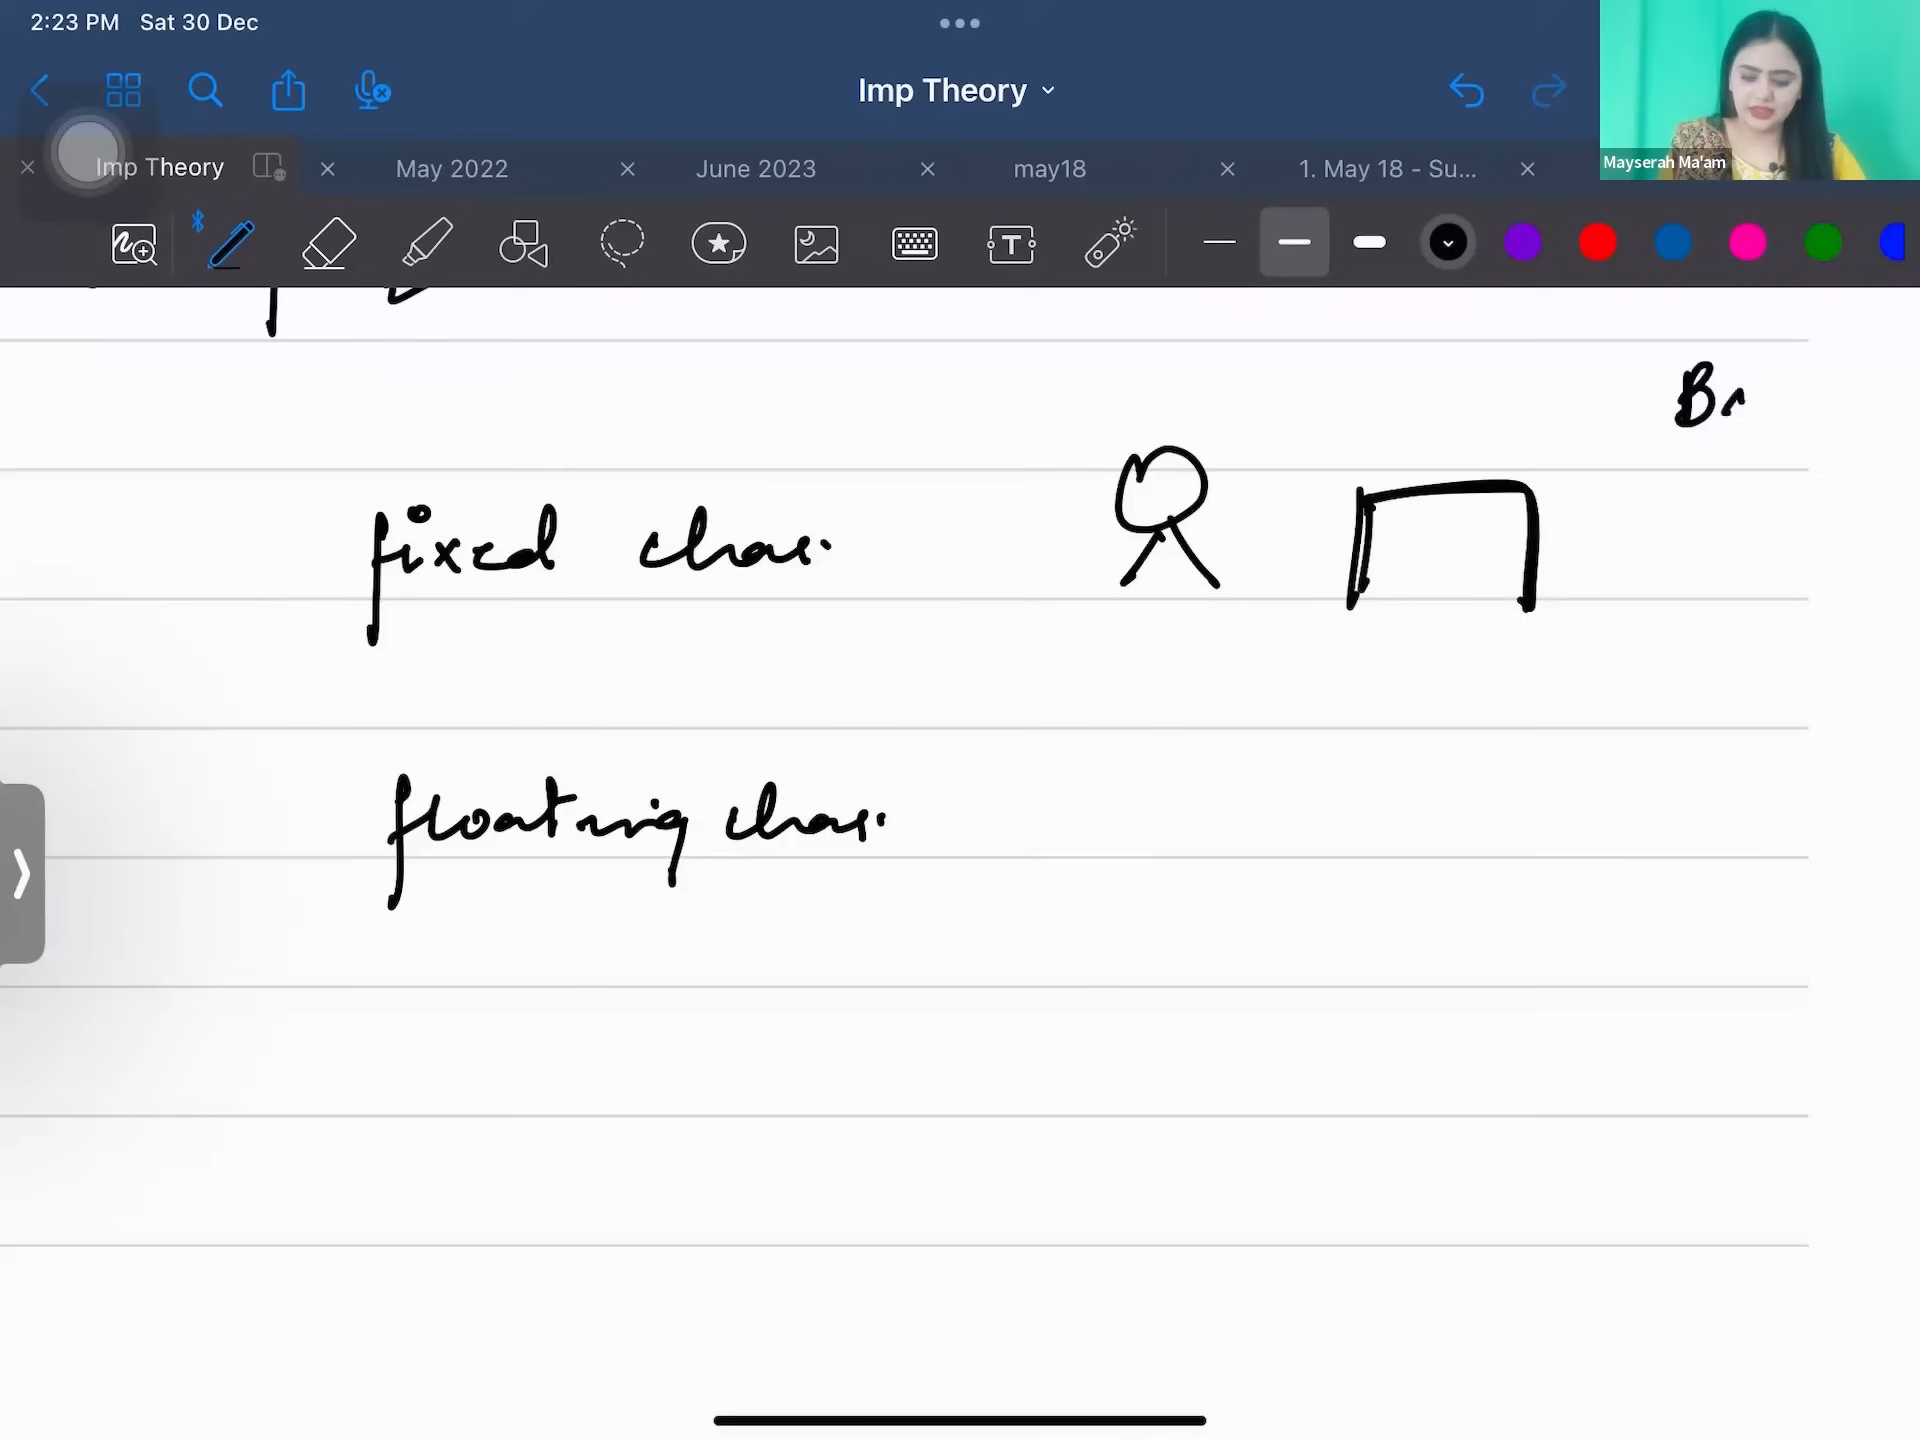 2:23 PM Sat 30 Dec
Imp Theory
Mayserah Ma'am
Imp Theory May 2022 June 2023 may18 1. May 18 - Su...
T
fixed char.
floating char.